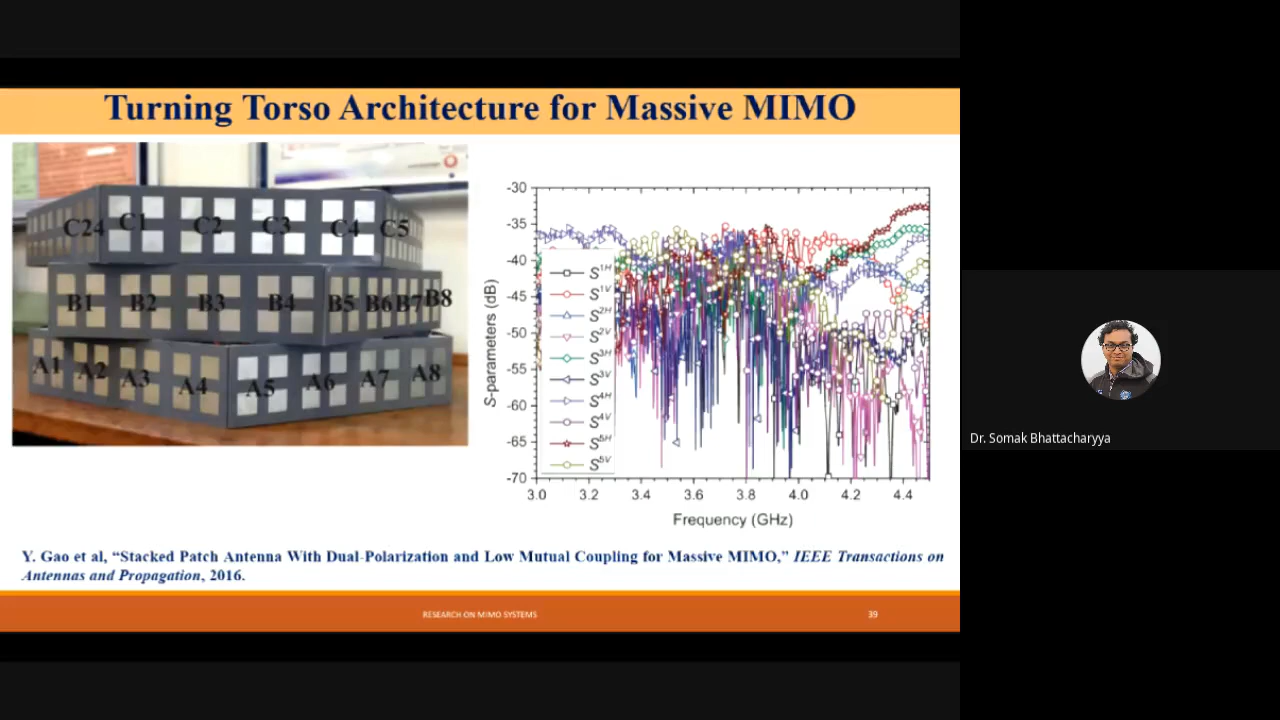 Turning Torso Architecture for Massive MIMO
C24 C1 C2 C3 C4 C5
B1 B2 B3 B4 B5 B6 B7 B8
A1 A2 A3 A4 A5 A6 A7 A8
-30
-35
-40
-45
-50
-55
-60
-65
-70
S-parameters (dB)
S1H
S1V
S2H
S2V
S3H
S3V
S4H
S4V
S5H
S5V
3.0 3.2 3.4 3.6 3.8 4.0 4.2 4.4
Frequency (GHz)
Y. Gao et al, “Stacked Patch Antenna With Dual-Polarization and Low Mutual Coupling for Massive MIMO,” IEEE Transactions on
Antennas and Propagation, 2016.
RESEARCH ON MIMO SYSTEMS 39
Dr. Somak Bhattacharyya